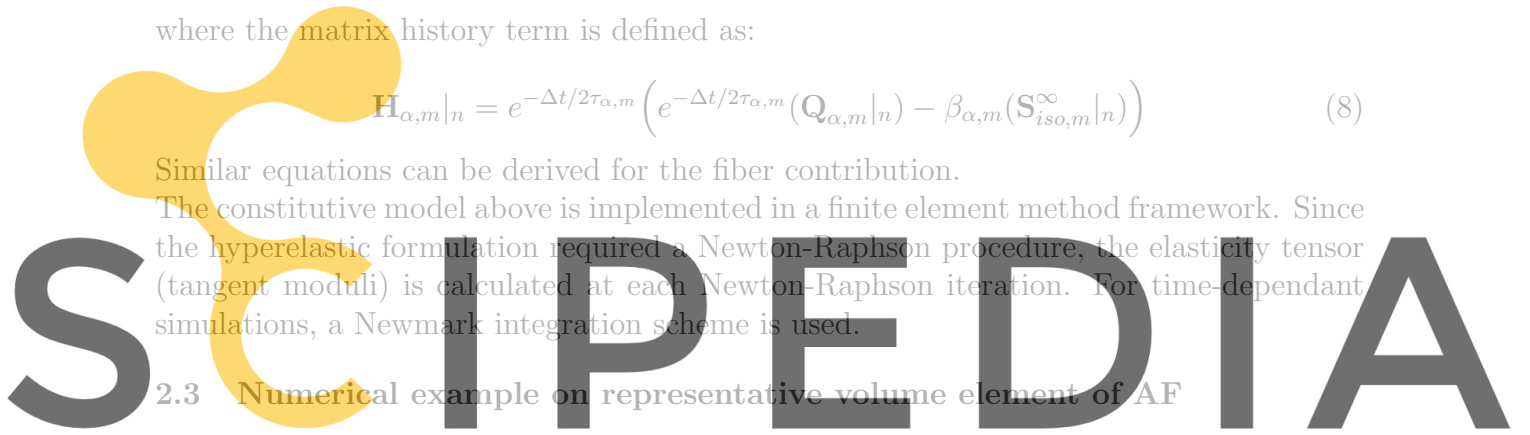 where the matrix history term is defined as:
H_{α,m}|_n = e^{-Δt/2τ_{α,m}} ( e^{-Δt/2τ_{α,m}} (Q_{α,m}|_n) − β_{α,m}(S^∞_{iso,m}|_n) ) (8)
Similar equations can be derived for the fiber contribution.
The constitutive model above is implemented in a finite element method framework. Since
the hyperelastic formulation required a Newton-Raphson procedure, the elasticity tensor
(tangent moduli) is calculated at each Newton-Raphson iteration. For time-dependant
simulations, a Newmark integration scheme is used.
2.3 Numerical example on representative volume element of AF
SCIPEDIA